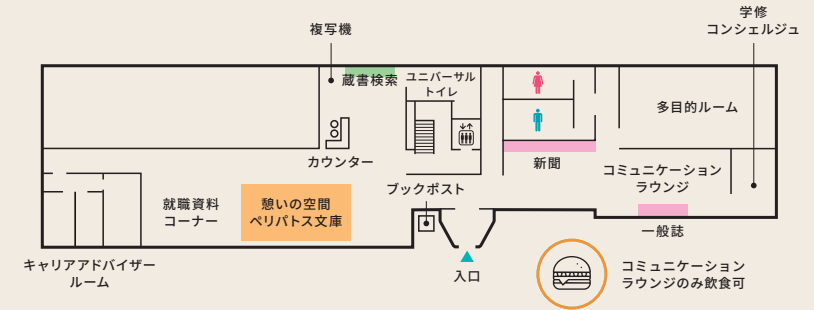 学修
コンシェルジュ
複写機
蔵書検索
ユニバーサル
トイレ
多目的ルーム
カウンター
新聞
コミュニケーション
ラウンジ
ブックポスト
就職資料
コーナー
憩いの空間
ペリパトス文庫
一般誌
キャリアアドバイザー
ルーム
入口
コミュニケーション
ラウンジのみ飲食可